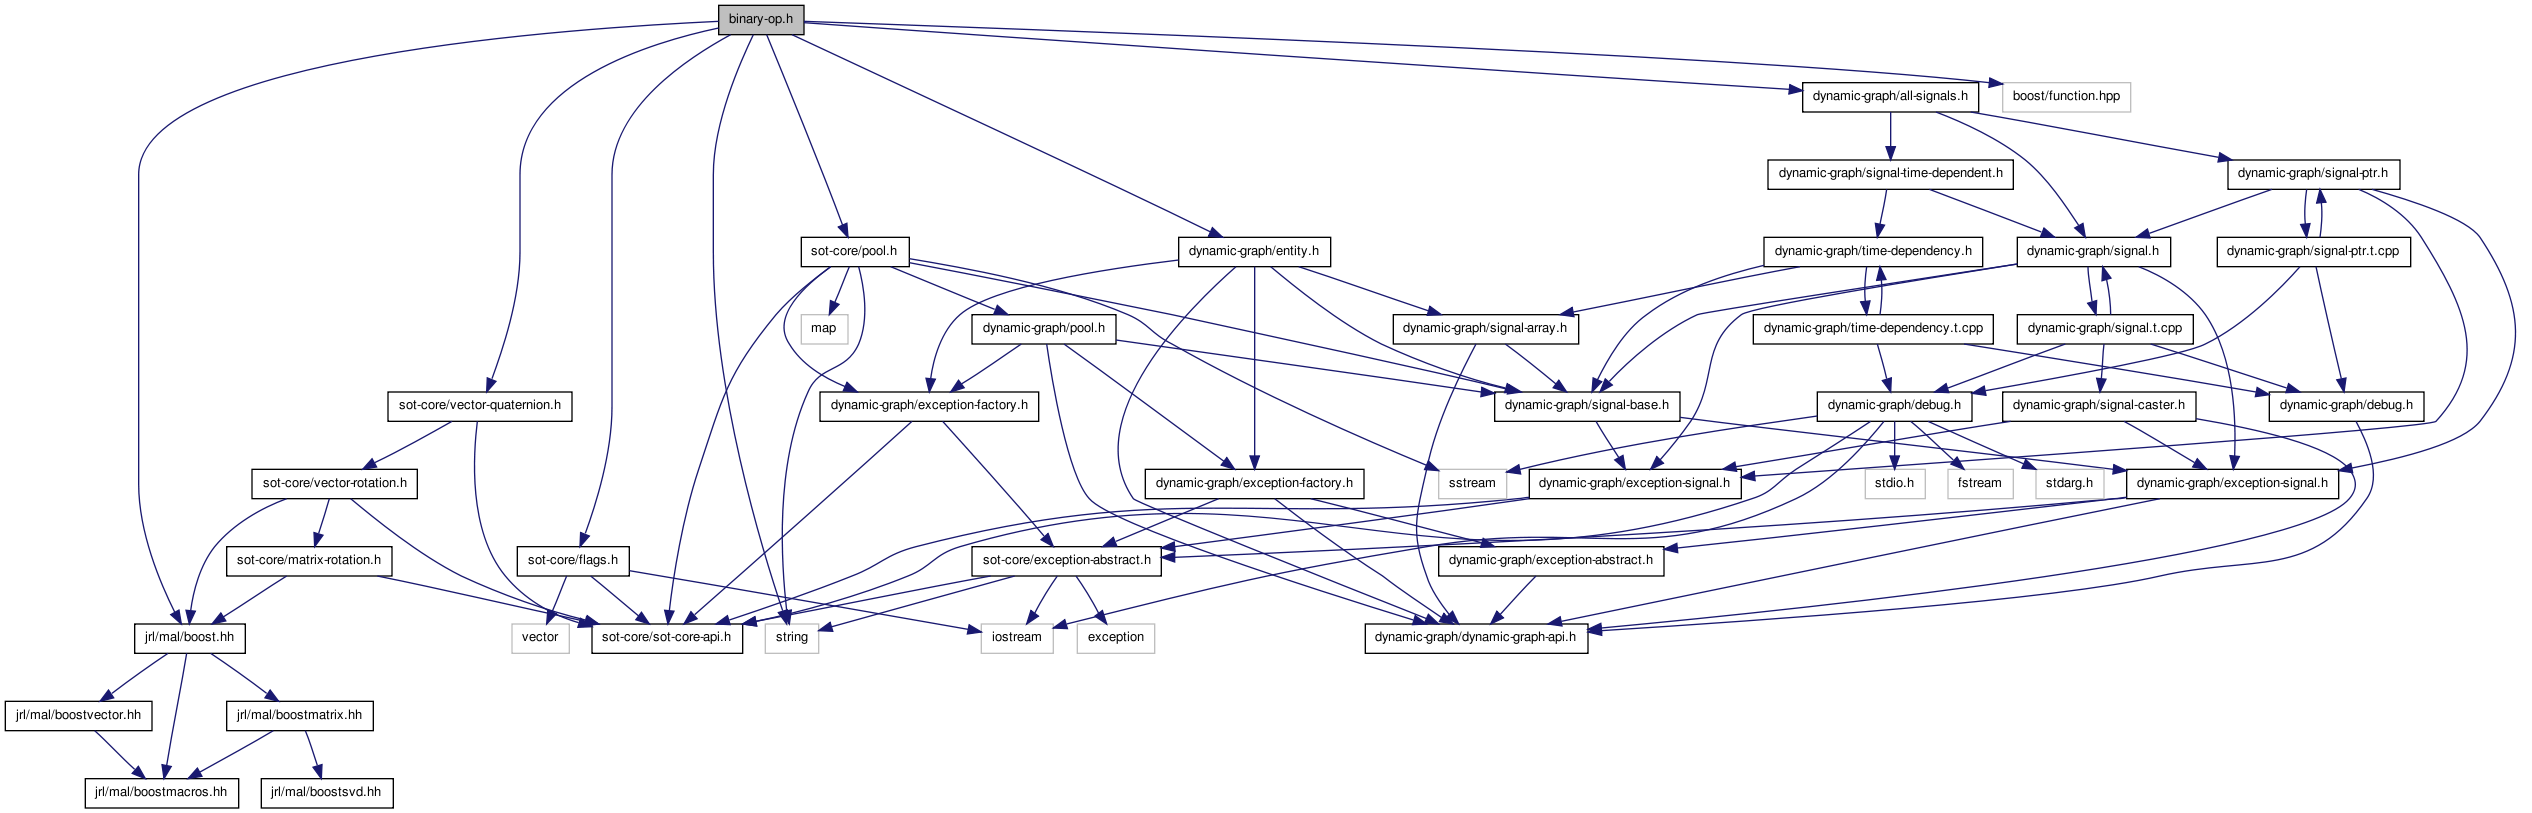 binary-op.h
dynamic-graph/all-signals.h
boost/function.hpp
dynamic-graph/signal-time-dependent.h
dynamic-graph/signal-ptr.h
sot-core/pool.h
dynamic-graph/entity.h
dynamic-graph/time-dependency.h
dynamic-graph/signal.h
dynamic-graph/signal-ptr.t.cpp
map
dynamic-graph/pool.h
dynamic-graph/signal-array.h
dynamic-graph/time-dependency.t.cpp
dynamic-graph/signal.t.cpp
sot-core/vector-quaternion.h
dynamic-graph/exception-factory.h
dynamic-graph/signal-base.h
dynamic-graph/debug.h
dynamic-graph/signal-caster.h
dynamic-graph/debug.h
sot-core/vector-rotation.h
dynamic-graph/exception-factory.h
sstream
dynamic-graph/exception-signal.h
stdio.h
fstream
stdarg.h
dynamic-graph/exception-signal.h
sot-core/matrix-rotation.h
sot-core/flags.h
sot-core/exception-abstract.h
dynamic-graph/exception-abstract.h
jrl/mal/boost.hh
vector
sot-core/sot-core-api.h
string
iostream
exception
dynamic-graph/dynamic-graph-api.h
jrl/mal/boostvector.hh
jrl/mal/boostmatrix.hh
jrl/mal/boostmacros.hh
jrl/mal/boostsvd.hh